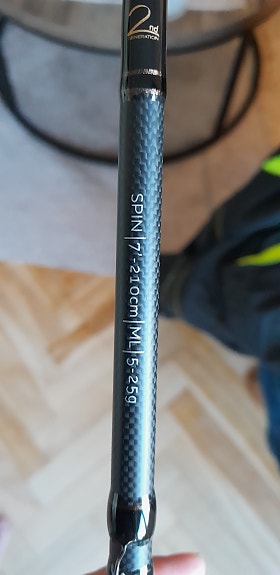 2nd
GENERATION
SPIN|7'-210cm|ML|5-25g